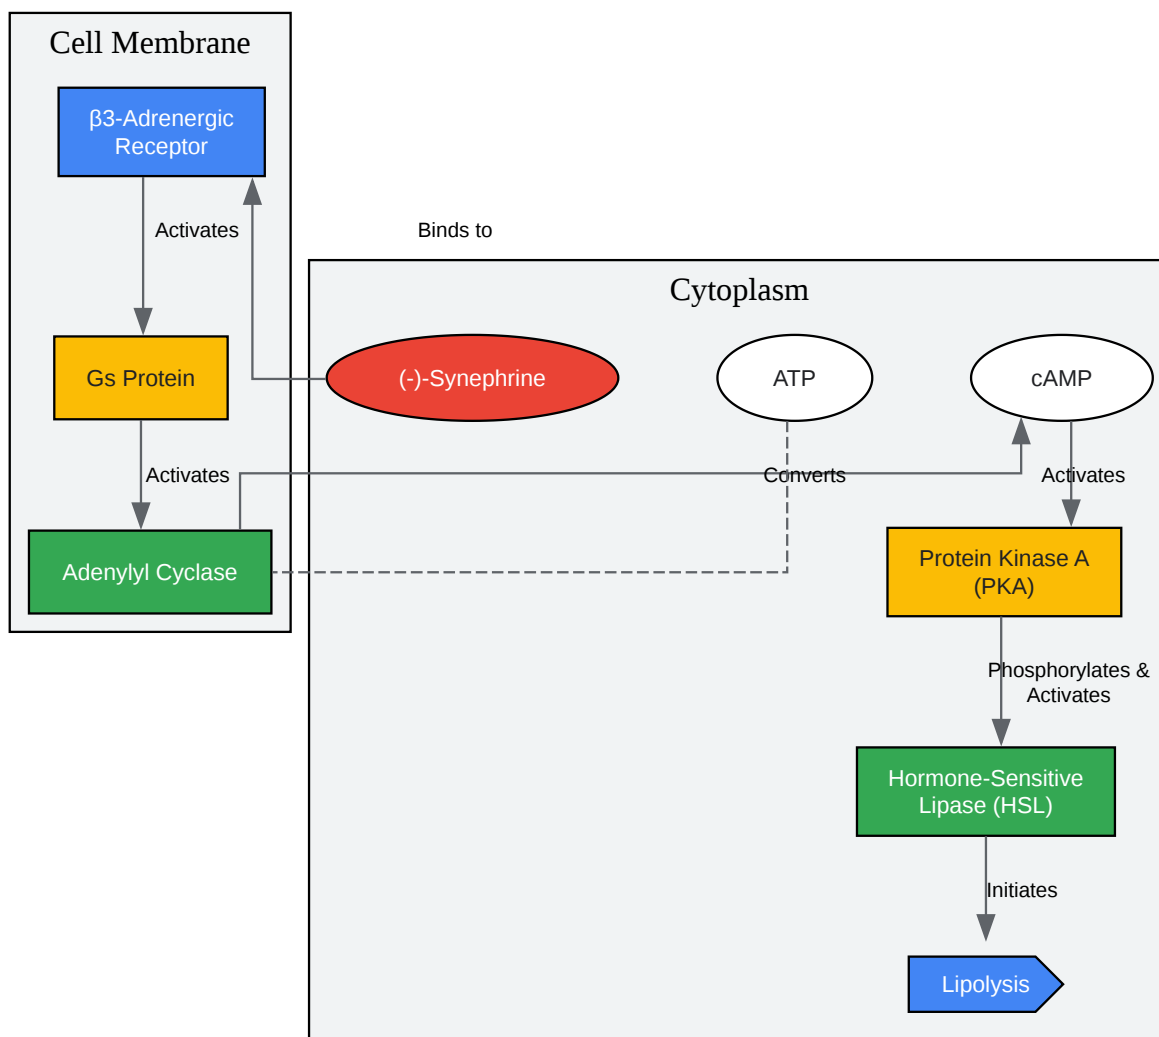 Cell Membrane
β3-Adrenergic
Receptor
Activates
Binds to
Cytoplasm
Gs Protein
(-)-Synephrine
ATP
cAMP
Activates
Converts
Activates
Adenylyl Cyclase
Protein Kinase A
(PKA)
Phosphorylates &
Activates
Hormone-Sensitive
Lipase (HSL)
Initiates
Lipolysis